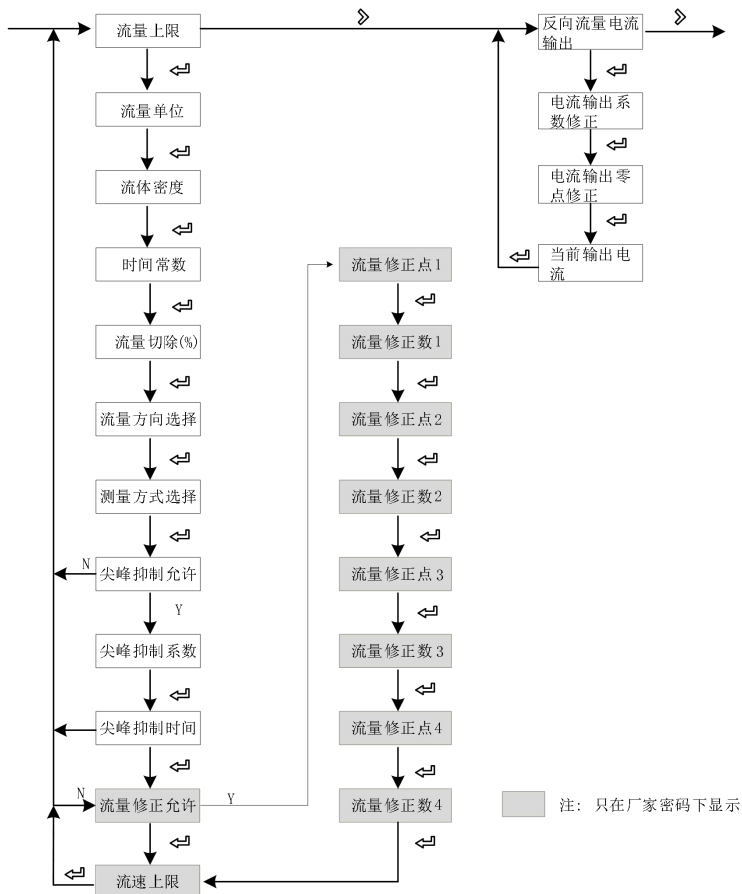 流量上限
流量单位
流体密度
时间常数
流量切除(%)
流量方向选择
测量方式选择
尖峰抑制允许
N
Y
尖峰抑制系数
尖峰抑制时间
流量修正允许
N
Y
流速上限
流量修正点1
流量修正数1
流量修正点2
流量修正数2
流量修正点3
流量修正数3
流量修正点4
流量修正数4
反向流量电流
输出
电流输出系
数修正
电流输出零
点修正
当前输出电
流
注: 只在厂家密码下显示